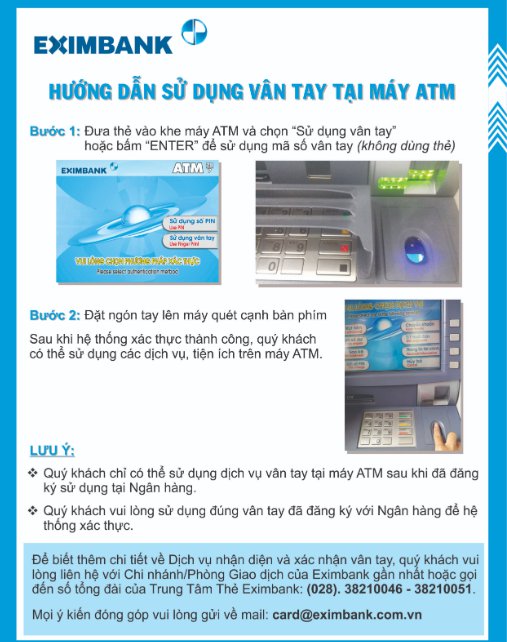 EXIMBANK
HƯỚNG DẪN SỬ DỤNG VÂN TAY TẠI MÁY ATM
Bước 1: Đưa thẻ vào khe máy ATM và chọn “Sử dụng vân tay”
hoặc bấm “ENTER” để sử dụng mã số vân tay (không dùng thẻ)
EXIMBANK
ATM
Sử dụng số PIN
Use PIN
Sử dụng vân tay
Use Finger Print
VUI LÒNG CHỌN PHƯƠNG PHÁP XÁC THỰC
Please select authentication method
Bước 2: Đặt ngón tay lên máy quét cạnh bàn phím
Sau khi hệ thống xác thực thành công, quý khách
có thể sử dụng các dịch vụ, tiện ích trên máy ATM.
LƯU Ý:
❖ Quý khách chỉ có thể sử dụng dịch vụ vân tay tại máy ATM sau khi đã đăng
ký sử dụng tại Ngân hàng.
❖ Quý khách vui lòng sử dụng đúng vân tay đã đăng ký với Ngân hàng để hệ
thống xác thực.
Để biết thêm chi tiết về Dịch vụ nhận diện và xác nhận vân tay, quý khách vui
lòng liên hệ với Chi nhánh/Phòng Giao dịch của Eximbank gần nhất hoặc gọi
đến số tổng đài của Trung Tâm Thẻ Eximbank: (028). 38210046 - 38210051.
Mọi ý kiến đóng góp vui lòng gửi về mail: card@eximbank.com.vn